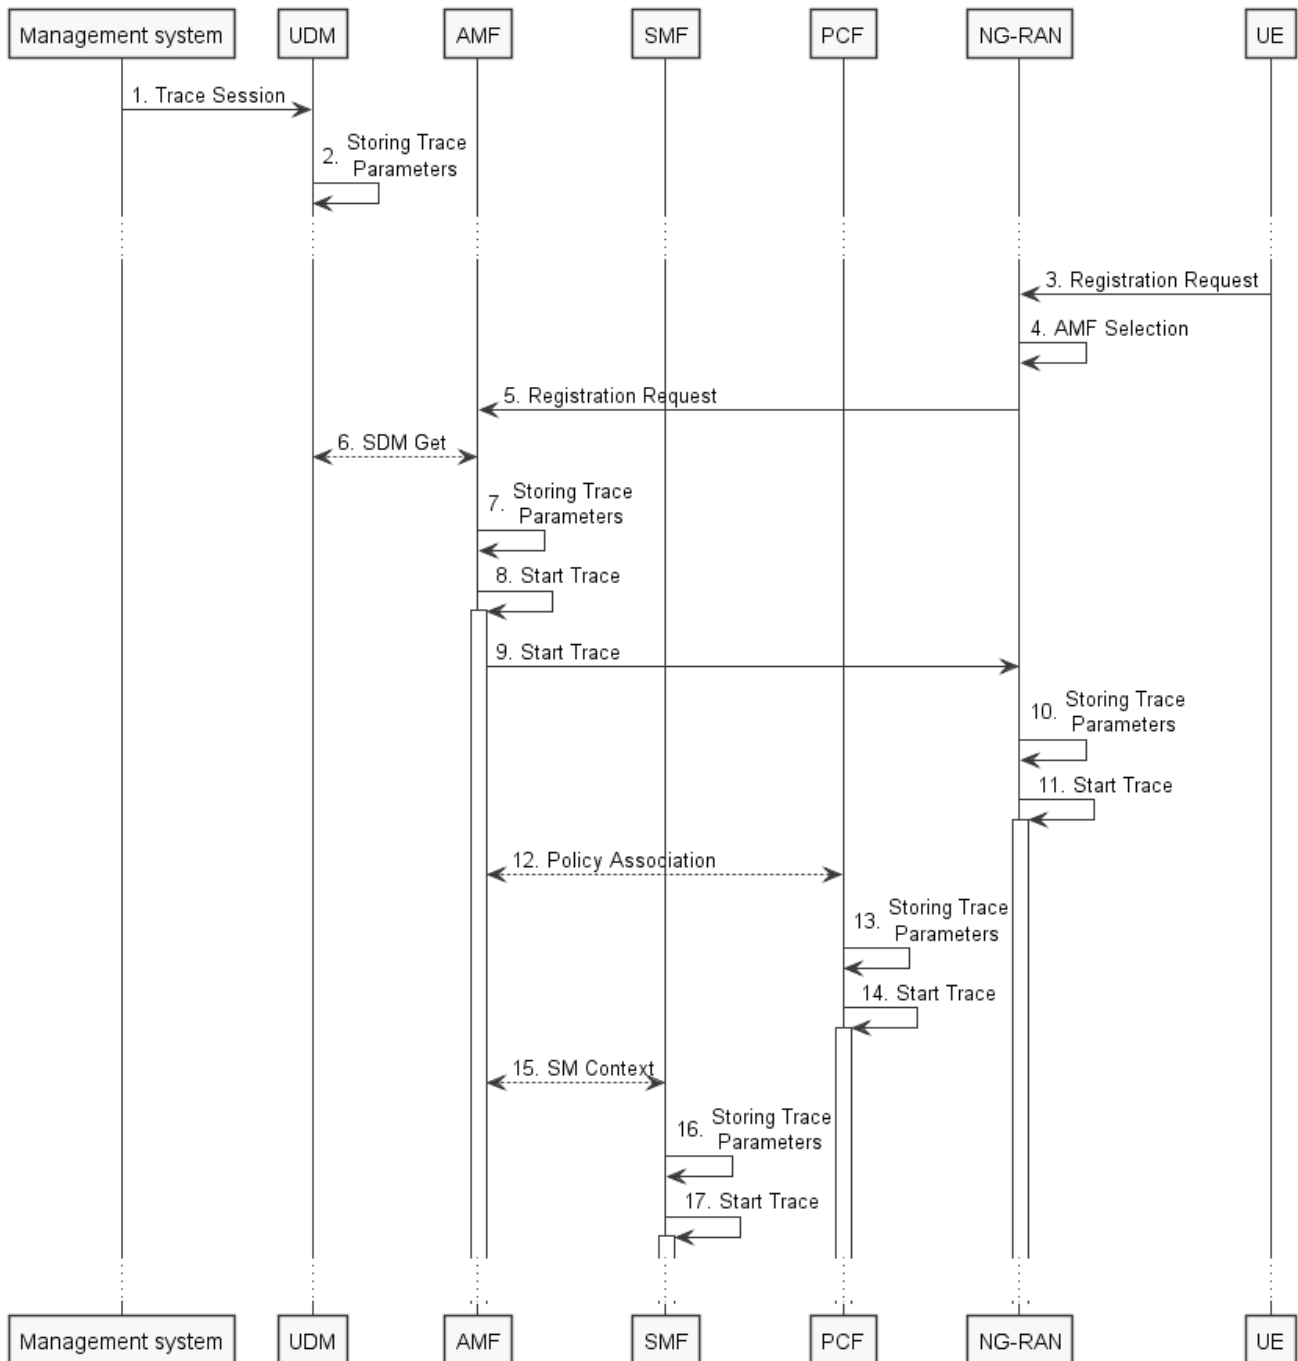 Management system UDM AMF SMF PCF NG-RAN UE
1. Trace Session
2. Storing Trace
Parameters
3. Registration Request
4. AMF Selection
5. Registration Request
6. SDM Get
7. Storing Trace
Parameters
8. Start Trace
9. Start Trace
10. Storing Trace
Parameters
11. Start Trace
12. Policy Association
13. Storing Trace
Parameters
14. Start Trace
15. SM Context
16. Storing Trace
Parameters
17. Start Trace
Management system UDM AMF SMF PCF NG-RAN UE